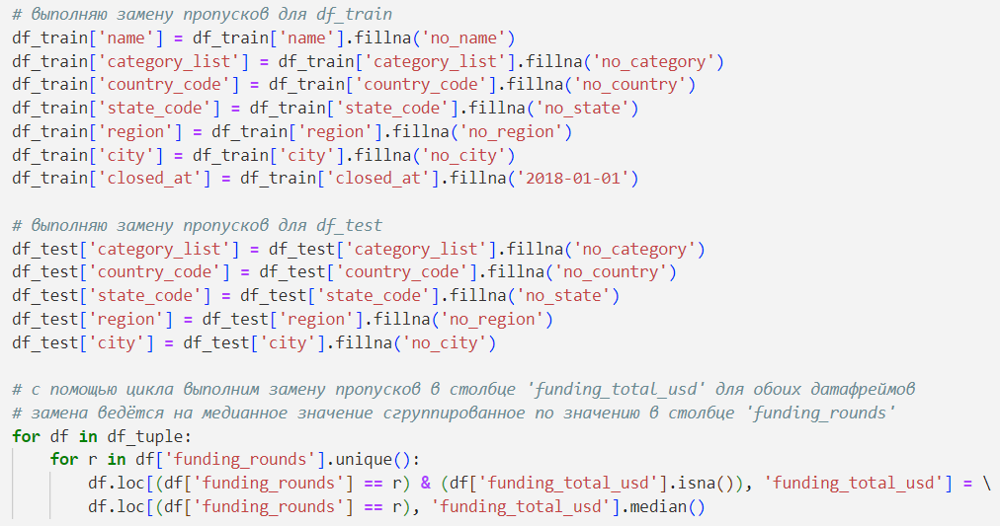 # выполняю замену пропусков для df_train
df_train['name'] = df_train['name'].fillna('no_name')
df_train['category_list'] = df_train['category_list'].fillna('no_category')
df_train['country_code'] = df_train['country_code'].fillna('no_country')
df_train['state_code'] = df_train['state_code'].fillna('no_state')
df_train['region'] = df_train['region'].fillna('no_region')
df_train['city'] = df_train['city'].fillna('no_city')
df_train['closed_at'] = df_train['closed_at'].fillna('2018-01-01')

# выполняю замену пропусков для df_test
df_test['category_list'] = df_test['category_list'].fillna('no_category')
df_test['country_code'] = df_test['country_code'].fillna('no_country')
df_test['state_code'] = df_test['state_code'].fillna('no_state')
df_test['region'] = df_test['region'].fillna('no_region')
df_test['city'] = df_test['city'].fillna('no_city')

# с помощью цикла выполним замену пропусков в столбце 'funding_total_usd' для обоих датафреймов
# замена ведётся на медианное значение сгруппированное по значению в столбце 'funding_rounds'
for df in df_tuple:
    for r in df['funding_rounds'].unique():
        df.loc[(df['funding_rounds'] == r) & (df['funding_total_usd'].isna()), 'funding_total_usd'] = \
        df.loc[(df['funding_rounds'] == r), 'funding_total_usd'].median()